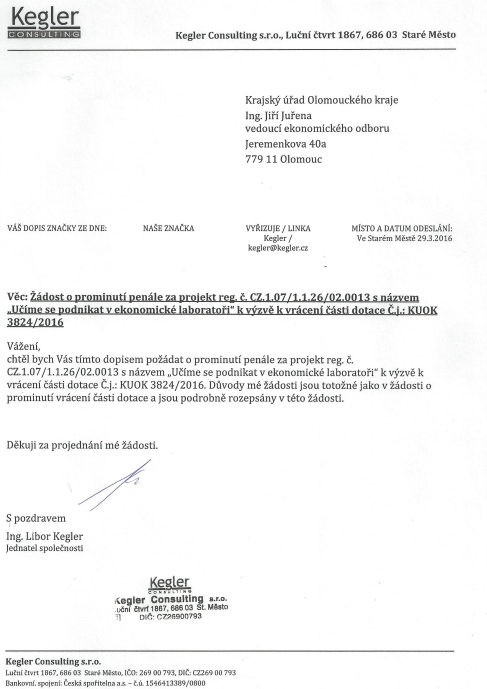 Kegler
CONSULTING
Kegler Consulting s.r.o., Luční čtvrt 1867, 686 03 Staré Město
Krajský úřad Olomouckého kraje
Ing. Jiří Juřena
vedoucí ekonomického odboru
Jeremenkova 40a
779 11 Olomouc
VÁŠ DOPIS ZNAČKY ZE DNE: NAŠE ZNAČKA VYŘIZUJE / LINKA MÍSTO A DATUM ODESLÁNÍ:
Kegler / Ve Starém Městě 29.3.2016
kegler@kegler.cz
Věc: Žádost o prominutí penále za projekt reg. č. CZ.1.07/1.1.26/02.0013 s názvem
„Učíme se podnikat v ekonomické laboratoři" k výzvě k vrácení části dotace Č.j.: KUOK
3824/2016
Vážení,
chtěl bych Vás tímto dopisem požádat o prominutí penále za projekt reg. č.
CZ.1.07/1.1.26/02.0013 s názvem „Učíme se podnikat v ekonomické laboratoři" k výzvě k
vrácení části dotace Č.j.: KUOK 3824/2016. Důvody mé žádosti jsou totožné jako v žádosti o
prominutí vrácení části dotace a jsou podrobně rozepsány v této žádosti.
Děkuji za projednání mé žádosti.
S pozdravem
Ing. Libor Kegler
Jednatel společnosti
Kegler
CONSULTING
Kegler Consulting s.r.o.
Luční čtvrť 1867, 686 03 St. Město
DIČ: CZ26900793
Kegler Consulting s.r.o.
Luční čtvrt 1867, 686 03 Staré Město, IČO: 269 00 793, DIČ: CZ269 00 793
Bankovní. spojení: Česká spořitelna a.s. – č.ú. 1546413389/0800